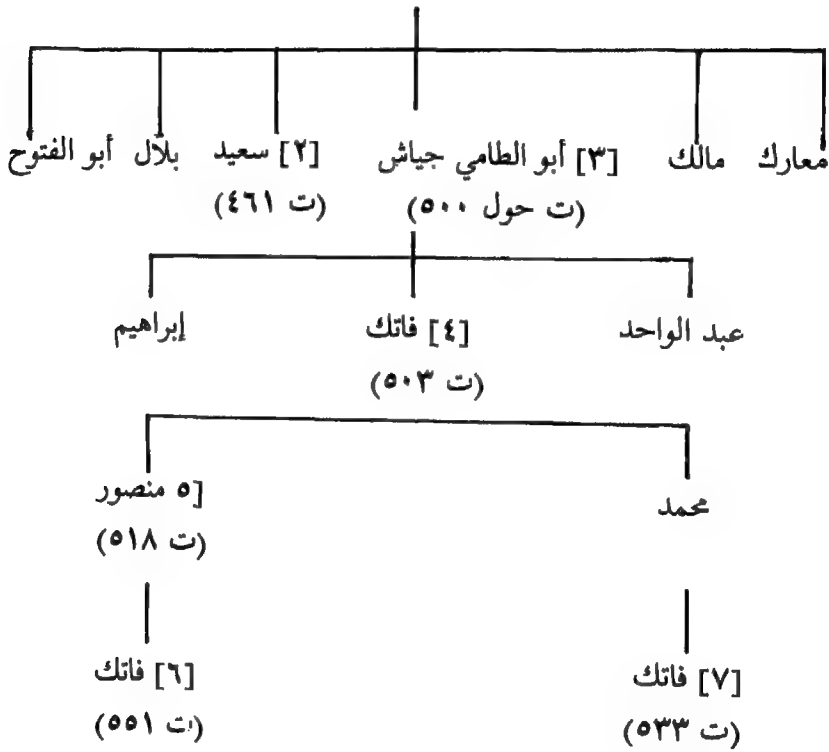 معارك مالك [٣] أبو الطامي جياش [٢] سعيد بلال أبو الفتوح
(ت حول ٥٠٠) (ت ٤٦١)
عبد الواحد [٤] فاتك إبراهيم
(ت ٥٠٣)
محمد [٥ منصور
(ت ٥١٨)
[٧] فاتك [٦] فاتك
(ت ٥٣٣) (ت ٥٥١)